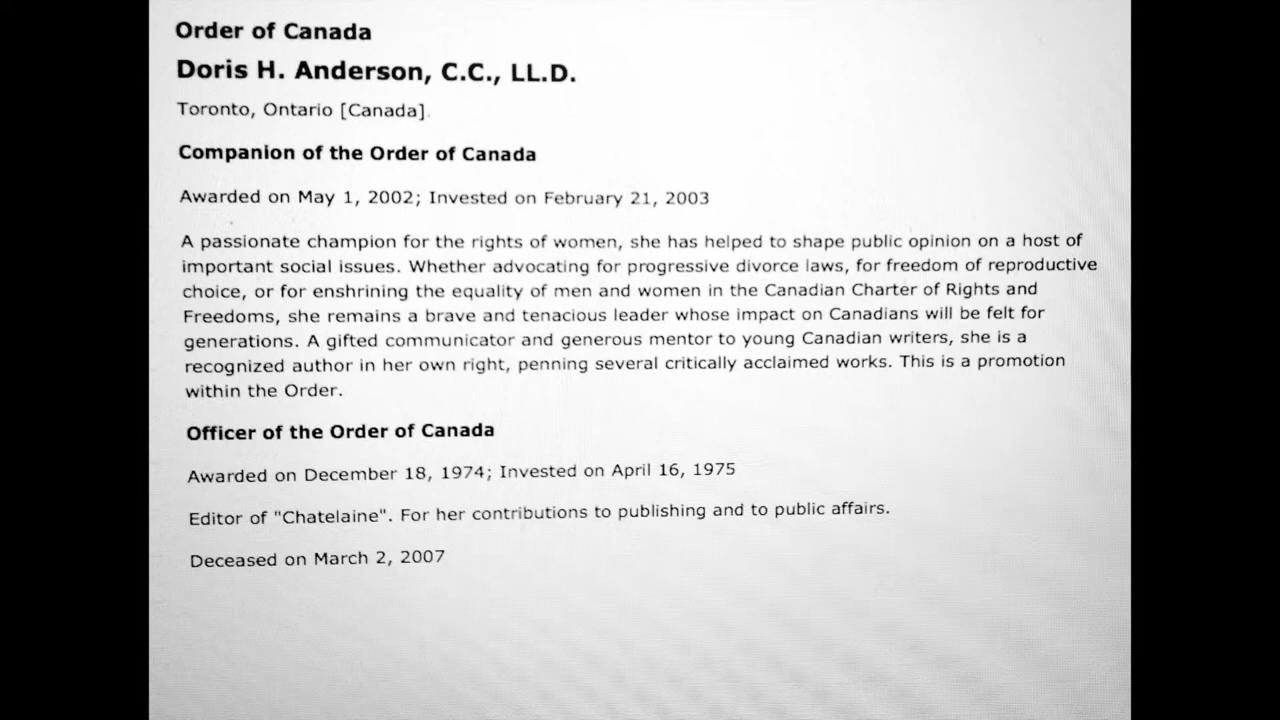 Order of Canada
Doris H. Anderson, C.C., LL.D.
Toronto, Ontario [Canada].
Companion of the Order of Canada
Awarded on May 1, 2002; Invested on February 21, 2003
A passionate champion for the rights of women, she has helped to shape public opinion on a host of
important social issues. Whether advocating for progressive divorce laws, for freedom of reproductive
choice, or for enshrining the equality of men and women in the Canadian Charter of Rights and
Freedoms, she remains a brave and tenacious leader whose impact on Canadians will be felt for
generations. A gifted communicator and generous mentor to young Canadian writers, she is a
recognized author in her own right, penning several critically acclaimed works. This is a promotion
within the Order.
Officer of the Order of Canada
Awarded on December 18, 1974; Invested on April 16, 1975
Editor of "Chatelaine". For her contributions to publishing and to public affairs.
Deceased on March 2, 2007